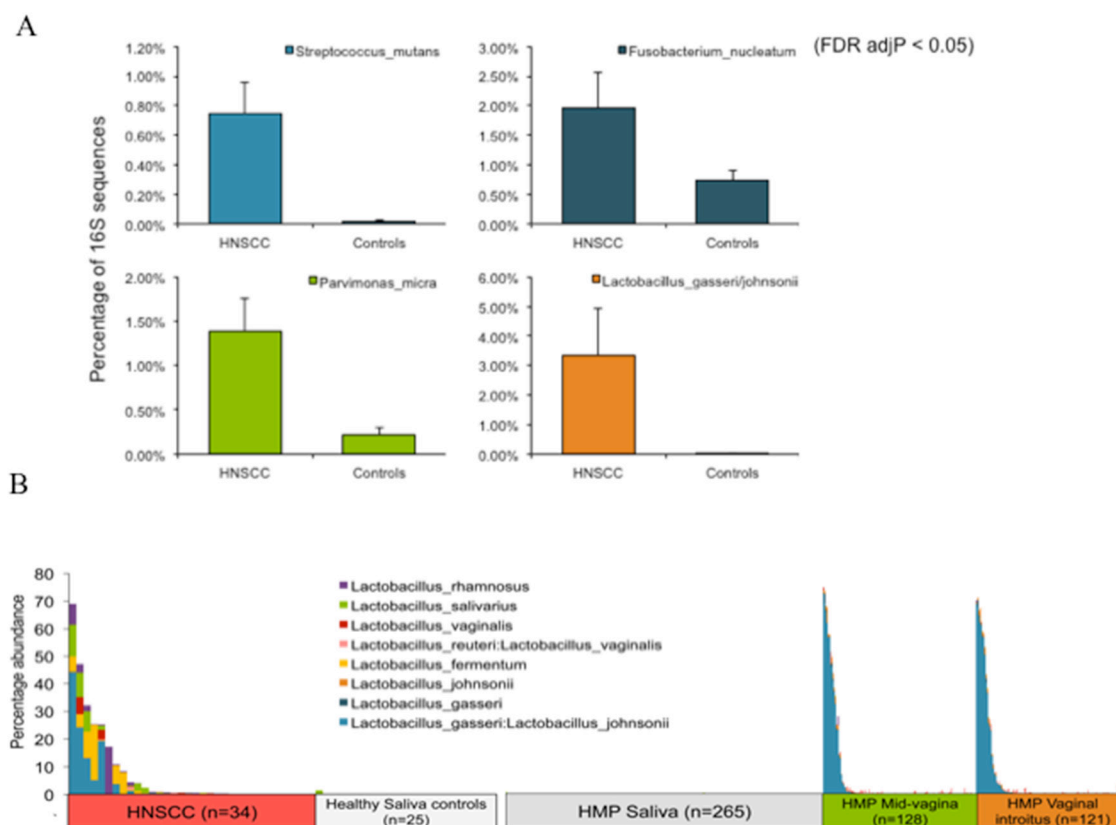 A
(FDR adjP < 0.05)
Percentage of 16S sequences
Streptococcus_mutans
1.20%
1.00%
0.80%
0.60%
0.40%
0.20%
0.00%
HNSCC Controls
Fusobacterium_nucleatum
3.00%
2.50%
2.00%
1.50%
1.00%
0.50%
0.00%
HNSCC Controls
Parvimonas_micra
2.00%
1.50%
1.00%
0.50%
0.00%
HNSCC Controls
Lactobacillus_gasseri/johnsonii
6.00%
5.00%
4.00%
3.00%
2.00%
1.00%
0.00%
HNSCC Controls
B
Percentage abundance
80
70
60
50
40
30
20
10
0
Lactobacillus_rhamnosus
Lactobacillus_salivarius
Lactobacillus_vaginalis
Lactobacillus_reuteri:Lactobacillus_vaginalis
Lactobacillus_fermentum
Lactobacillus_johnsonii
Lactobacillus_gasseri
Lactobacillus_gasseri:Lactobacillus_johnsonii
HNSCC (n=34)
Healthy Saliva controls
(n=25)
HMP Saliva (n=265)
HMP Mid-vagina
(n=128)
HMP Vaginal
introitus (n=121)